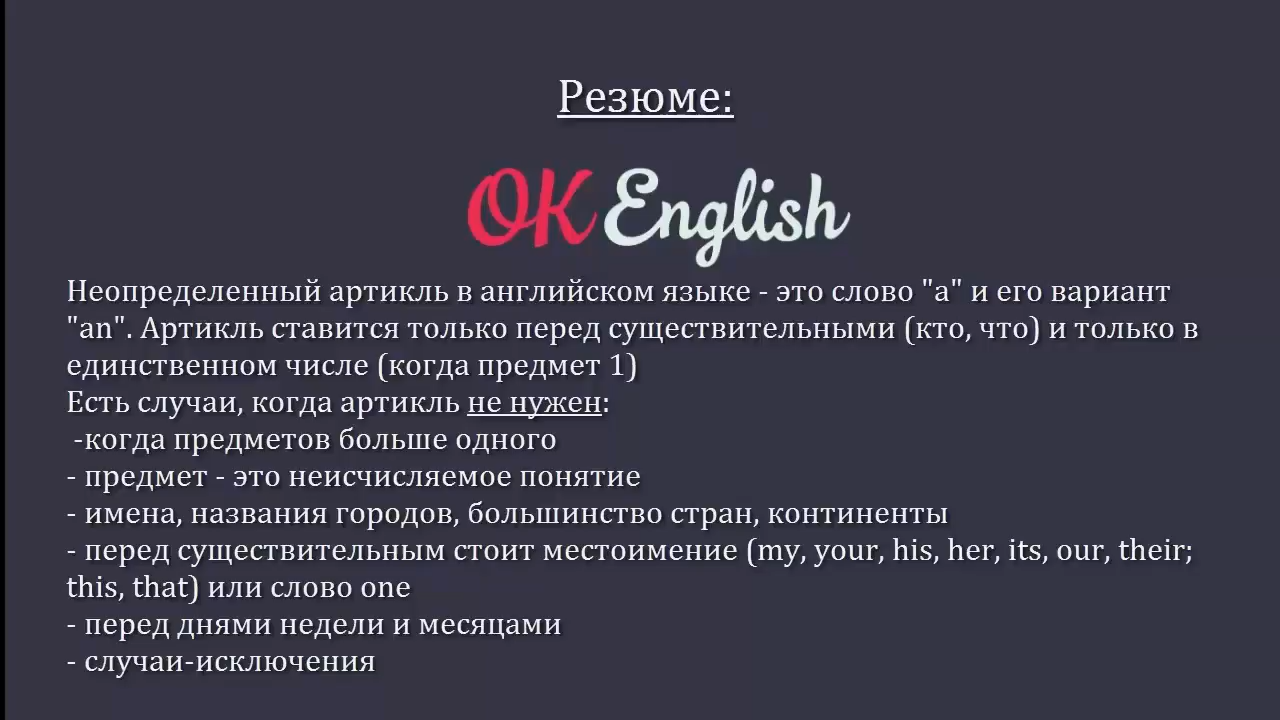 Резюме:
OK English
Неопределенный артикль в английском языке - это слово "a" и его вариант
"an". Артикль ставится только перед существительными (кто, что) и только в
единственном числе (когда предмет 1)
Есть случаи, когда артикль не нужен:
-когда предметов больше одного
- предмет - это неисчисляемое понятие
- имена, названия городов, большинство стран, континенты
- перед существительным стоит местоимение (my, your, his, her, its, our, their;
this, that) или слово one
- перед днями недели и месяцами
- случаи-исключения